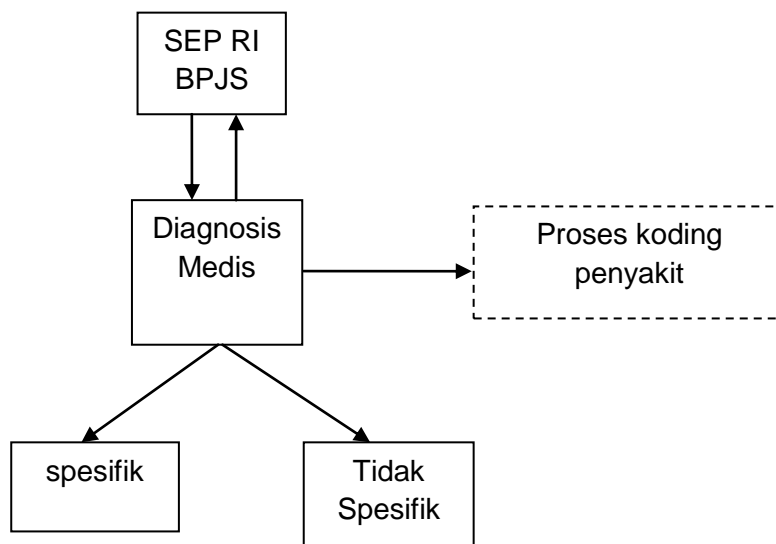 SEP RI
BPJS
Diagnosis
Medis
Proses koding
penyakit
spesifik
Tidak
Spesifik